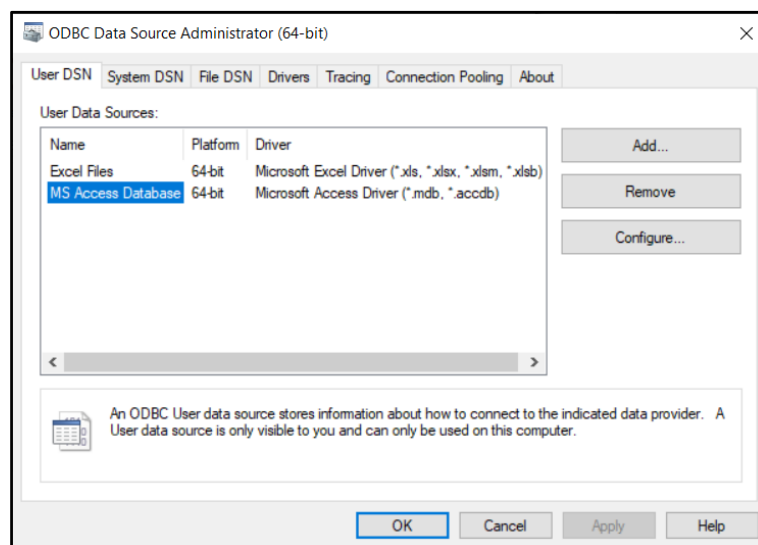 ODBC Data Source Administrator (64-bit)
User DSN System DSN File DSN Drivers Tracing Connection Pooling About
User Data Sources:
Name Platform Driver
Excel Files 64-bit Microsoft Excel Driver (*.xls, *.xlsx, *.xlsm, *.xlsb)
MS Access Database 64-bit Microsoft Access Driver (*.mdb, *.accdb)
Add...
Remove
Configure...
An ODBC User data source stores information about how to connect to the indicated data provider. A
User data source is only visible to you and can only be used on this computer.
OK Cancel Apply Help